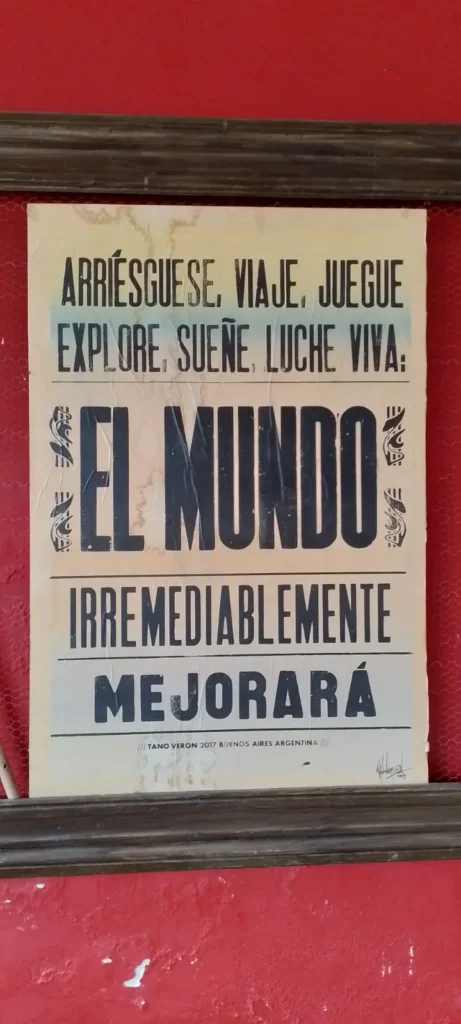 ARRIÉSGUESE, VIAJE, JUEGUE
EXPLORE, SUEÑE, LUCHE VIVA:
EL MUNDO
IRREMEDIABLEMENTE
MEJORARÁ
/// TANO VERON 2017 BUENOS AIRES ARGENTINA ///